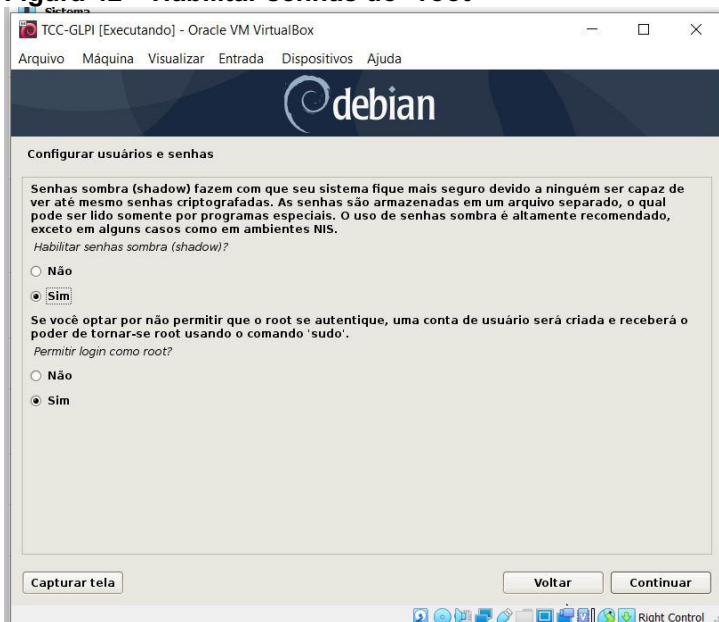 Sistema
TCC-GLPI [Executando] - Oracle VM VirtualBox
Arquivo Máquina Visualizar Entrada Dispositivos Ajuda
debian
Configurar usuários e senhas
Senhas sombra (shadow) fazem com que seu sistema fique mais seguro devido a ninguém ser capaz de
ver até mesmo senhas criptografadas. As senhas são armazenadas em um arquivo separado, o qual
pode ser lido somente por programas especiais. O uso de senhas sombra é altamente recomendado,
exceto em alguns casos como em ambientes NIS.
Habilitar senhas sombra (shadow)?
Não
Sim
Se você optar por não permitir que o root se autentique, uma conta de usuário será criada e receberá o
poder de tornar-se root usando o comando 'sudo'.
Permitir login como root?
Não
Sim
Capturar tela Voltar Continuar
Right Control